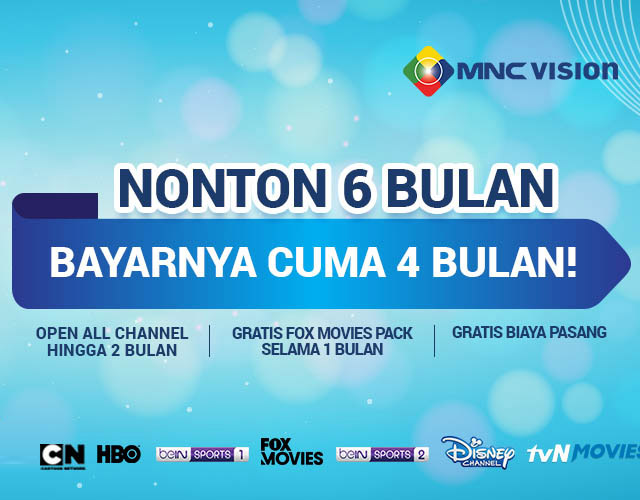 MNC VISION
NONTON 6 BULAN
BAYARNYA CUMA 4 BULAN!
OPEN ALL CHANNEL
HINGGA 2 BULAN
GRATIS FOX MOVIES PACK
SELAMA 1 BULAN
GRATIS BIAYA PASANG
CN
CARTOON NETWORK
HBO
beIN SPORTS 1
FOX
MOVIES
beIN SPORTS 2
Disney
CHANNEL
tvN MOVIES